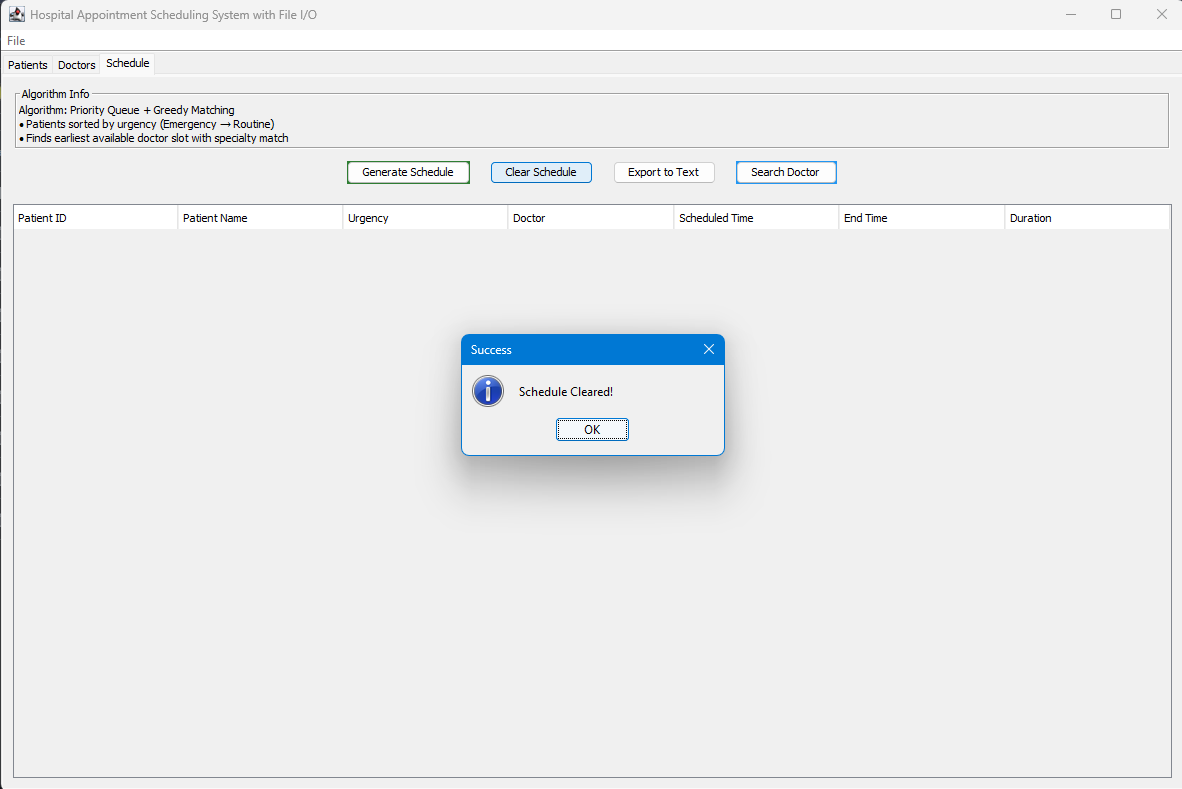 Hospital Appointment Scheduling System with File I/O
File
Patients Doctors Schedule
Algorithm Info
Algorithm: Priority Queue + Greedy Matching
• Patients sorted by urgency (Emergency → Routine)
• Finds earliest available doctor slot with specialty match
Generate Schedule Clear Schedule Export to Text Search Doctor
Patient ID Patient Name Urgency Doctor Scheduled Time End Time Duration
Success
Schedule Cleared!
OK